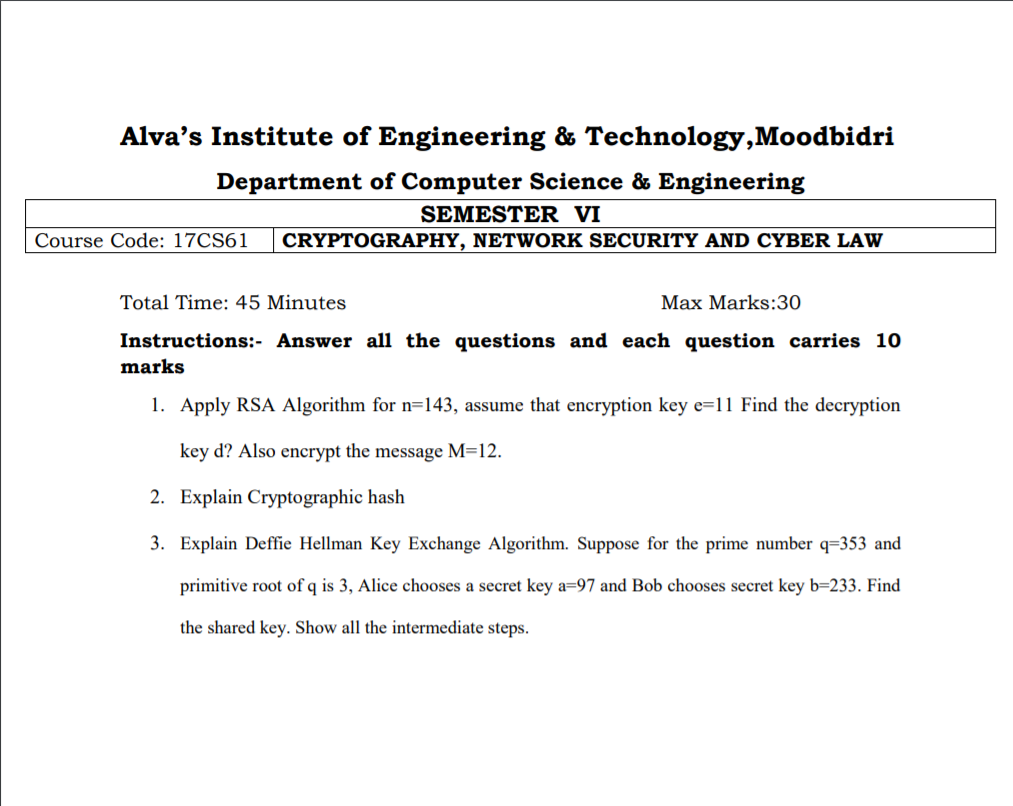 Alva’s Institute of Engineering & Technology,Moodbidri
Department of Computer Science & Engineering
SEMESTER VI
Course Code: 17CS61 CRYPTOGRAPHY, NETWORK SECURITY AND CYBER LAW
Total Time: 45 Minutes Max Marks:30
Instructions:- Answer all the questions and each question carries 10
marks
1. Apply RSA Algorithm for n=143, assume that encryption key e=11 Find the decryption
key d? Also encrypt the message M=12.
2. Explain Cryptographic hash
3. Explain Deffie Hellman Key Exchange Algorithm. Suppose for the prime number q=353 and
primitive root of q is 3, Alice chooses a secret key a=97 and Bob chooses secret key b=233. Find
the shared key. Show all the intermediate steps.